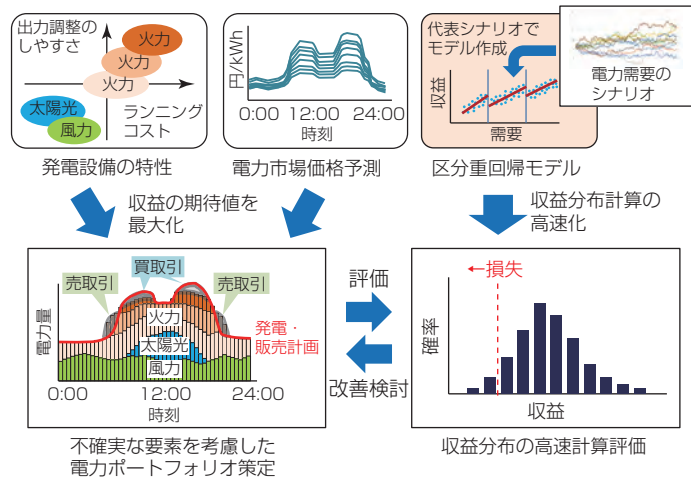 出力調整の
しやすさ
火力
火力
火力
太陽光
風力
ランニング
コスト
発電設備の特性
円/kWh
0:00
12:00
24:00
時刻
電力市場価格予測
代表シナリオで
モデル作成
収益
需要
電力需要の
シナリオ
区分重回帰モデル
収益の期待値を
最大化
収益分布計算の
高速化
売取引
買取引
売取引
電力量
火力
太陽光
風力
発電・
販売計画
0:00
12:00
24:00
時刻
不確実な要素を考慮した
電力ポートフォリオ策定
評価
改善検討
←損失
確率
収益
収益分布の高速計算評価